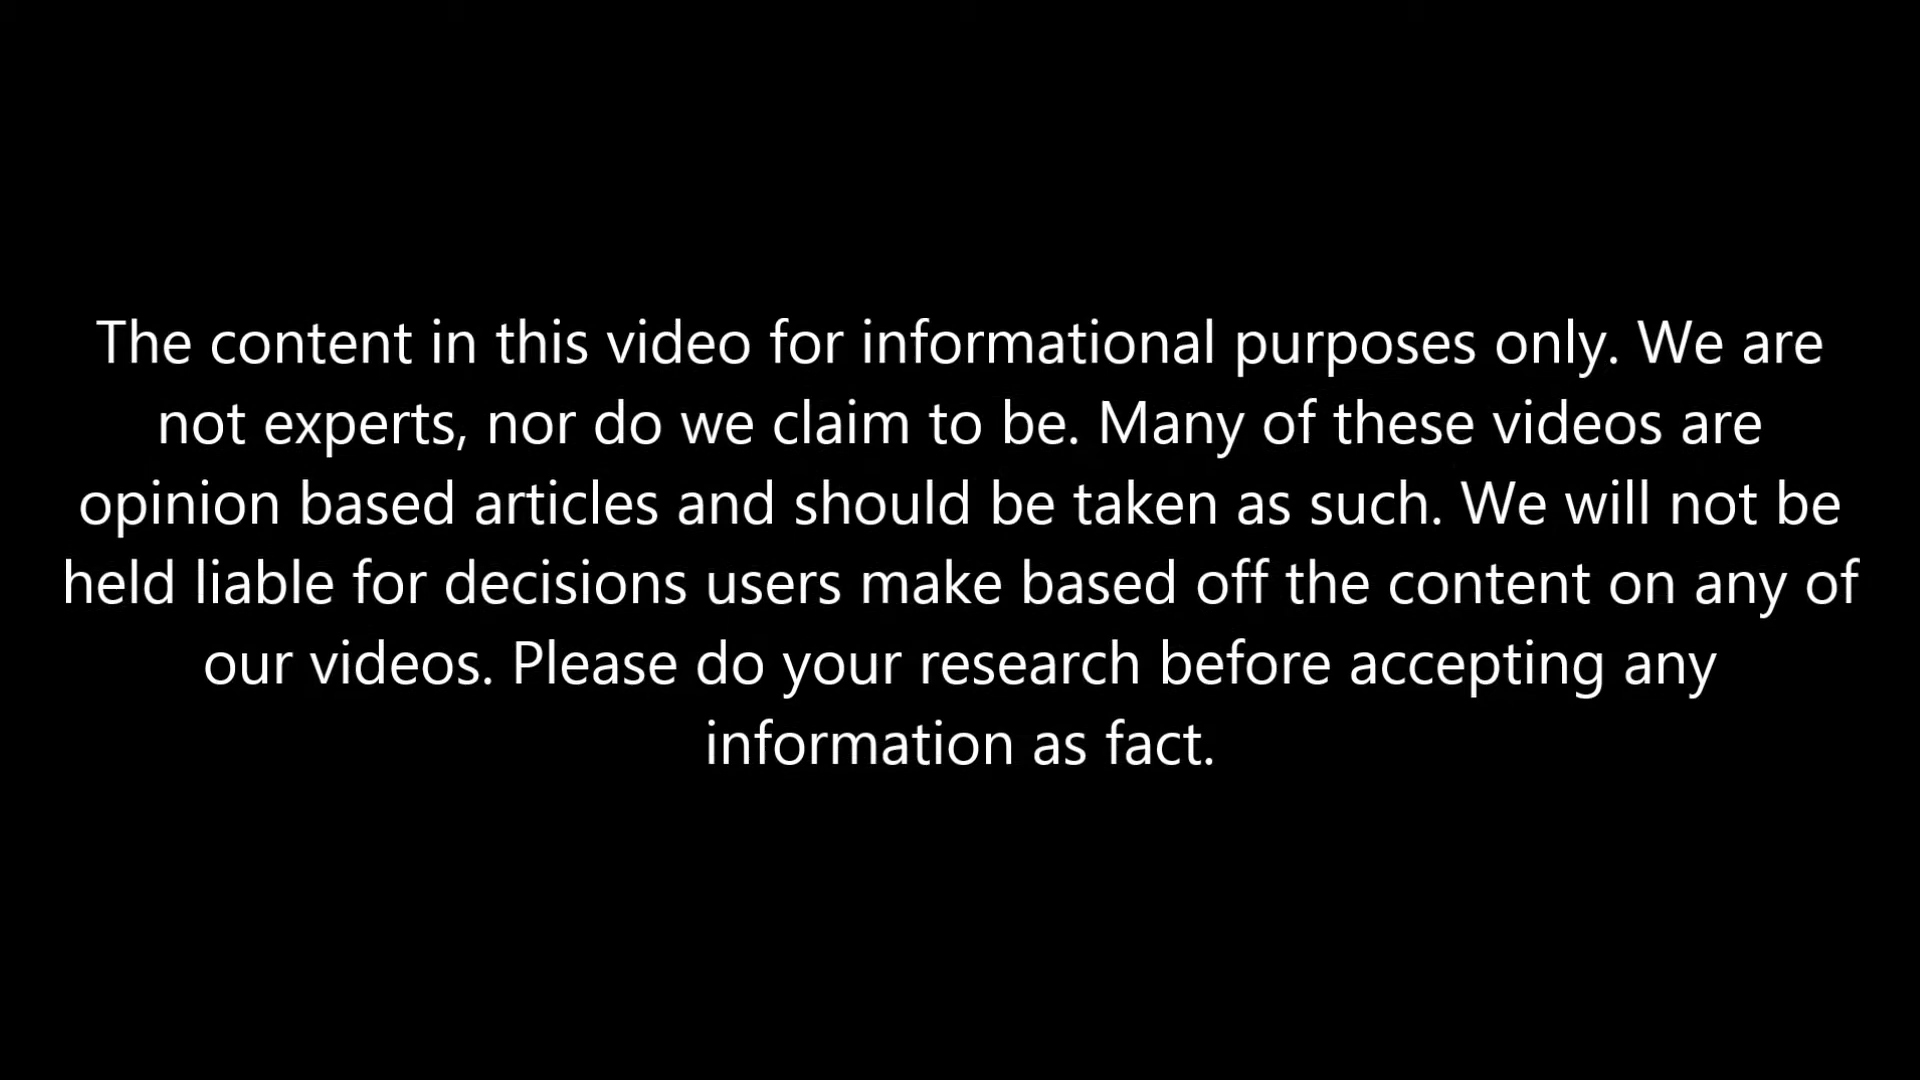 The content in this video for informational purposes only. We are
not experts, nor do we claim to be. Many of these videos are
opinion based articles and should be taken as such. We will not be
held liable for decisions users make based off the content on any of
our videos. Please do your research before accepting any
information as fact.